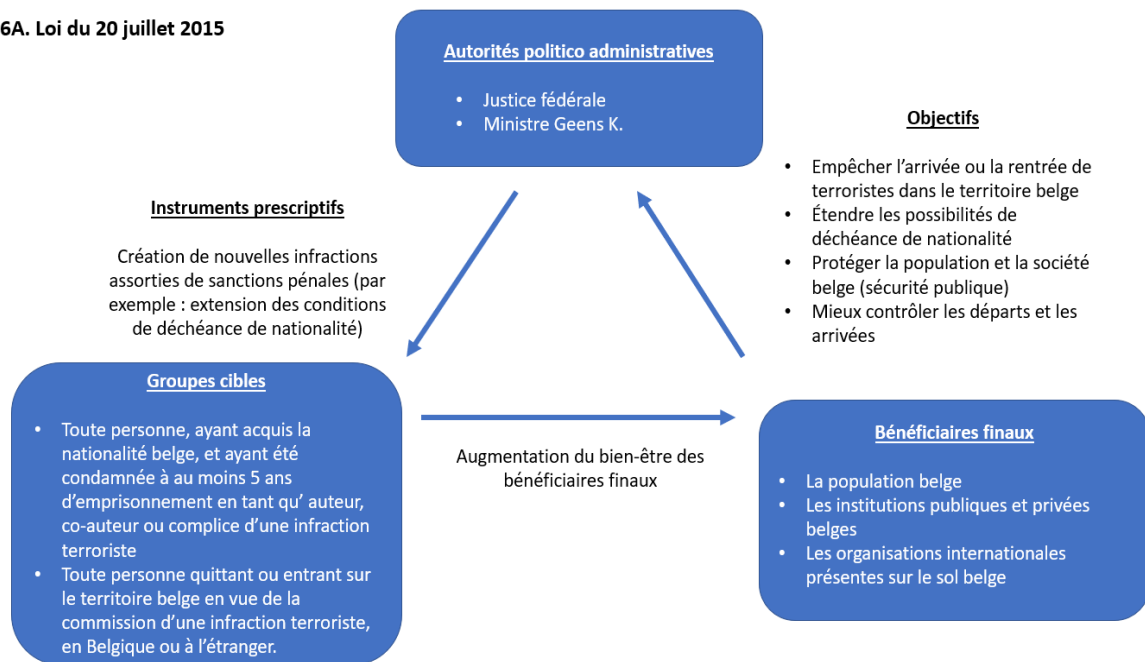 6A. Loi du 20 juillet 2015
Autorités politico administratives
• Justice fédérale
• Ministre Geens K.
Objectifs
• Empêcher l'arrivée ou la rentrée de
terroristes dans le territoire belge
• Étendre les possibilités de
déchéance de nationalité
• Protéger la population et la société
belge (sécurité publique)
• Mieux contrôler les départs et les
arrivées
Instruments prescriptifs
Création de nouvelles infractions
assorties de sanctions pénales (par
exemple : extension des conditions
de déchéance de nationalité)
Groupes cibles
• Toute personne, ayant acquis la
nationalité belge, et ayant été
condamnée à au moins 5 ans
d'emprisonnement en tant qu' auteur,
co-auteur ou complice d'une infraction
terroriste
• Toute personne quittant ou entrant sur
le territoire belge en vue de la
commission d'une infraction terroriste,
en Belgique ou à l'étranger.
Augmentation du bien-être des
bénéficiaires finaux
Bénéficiaires finaux
• La population belge
• Les institutions publiques et privées
belges
• Les organisations internationales
présentes sur le sol belge